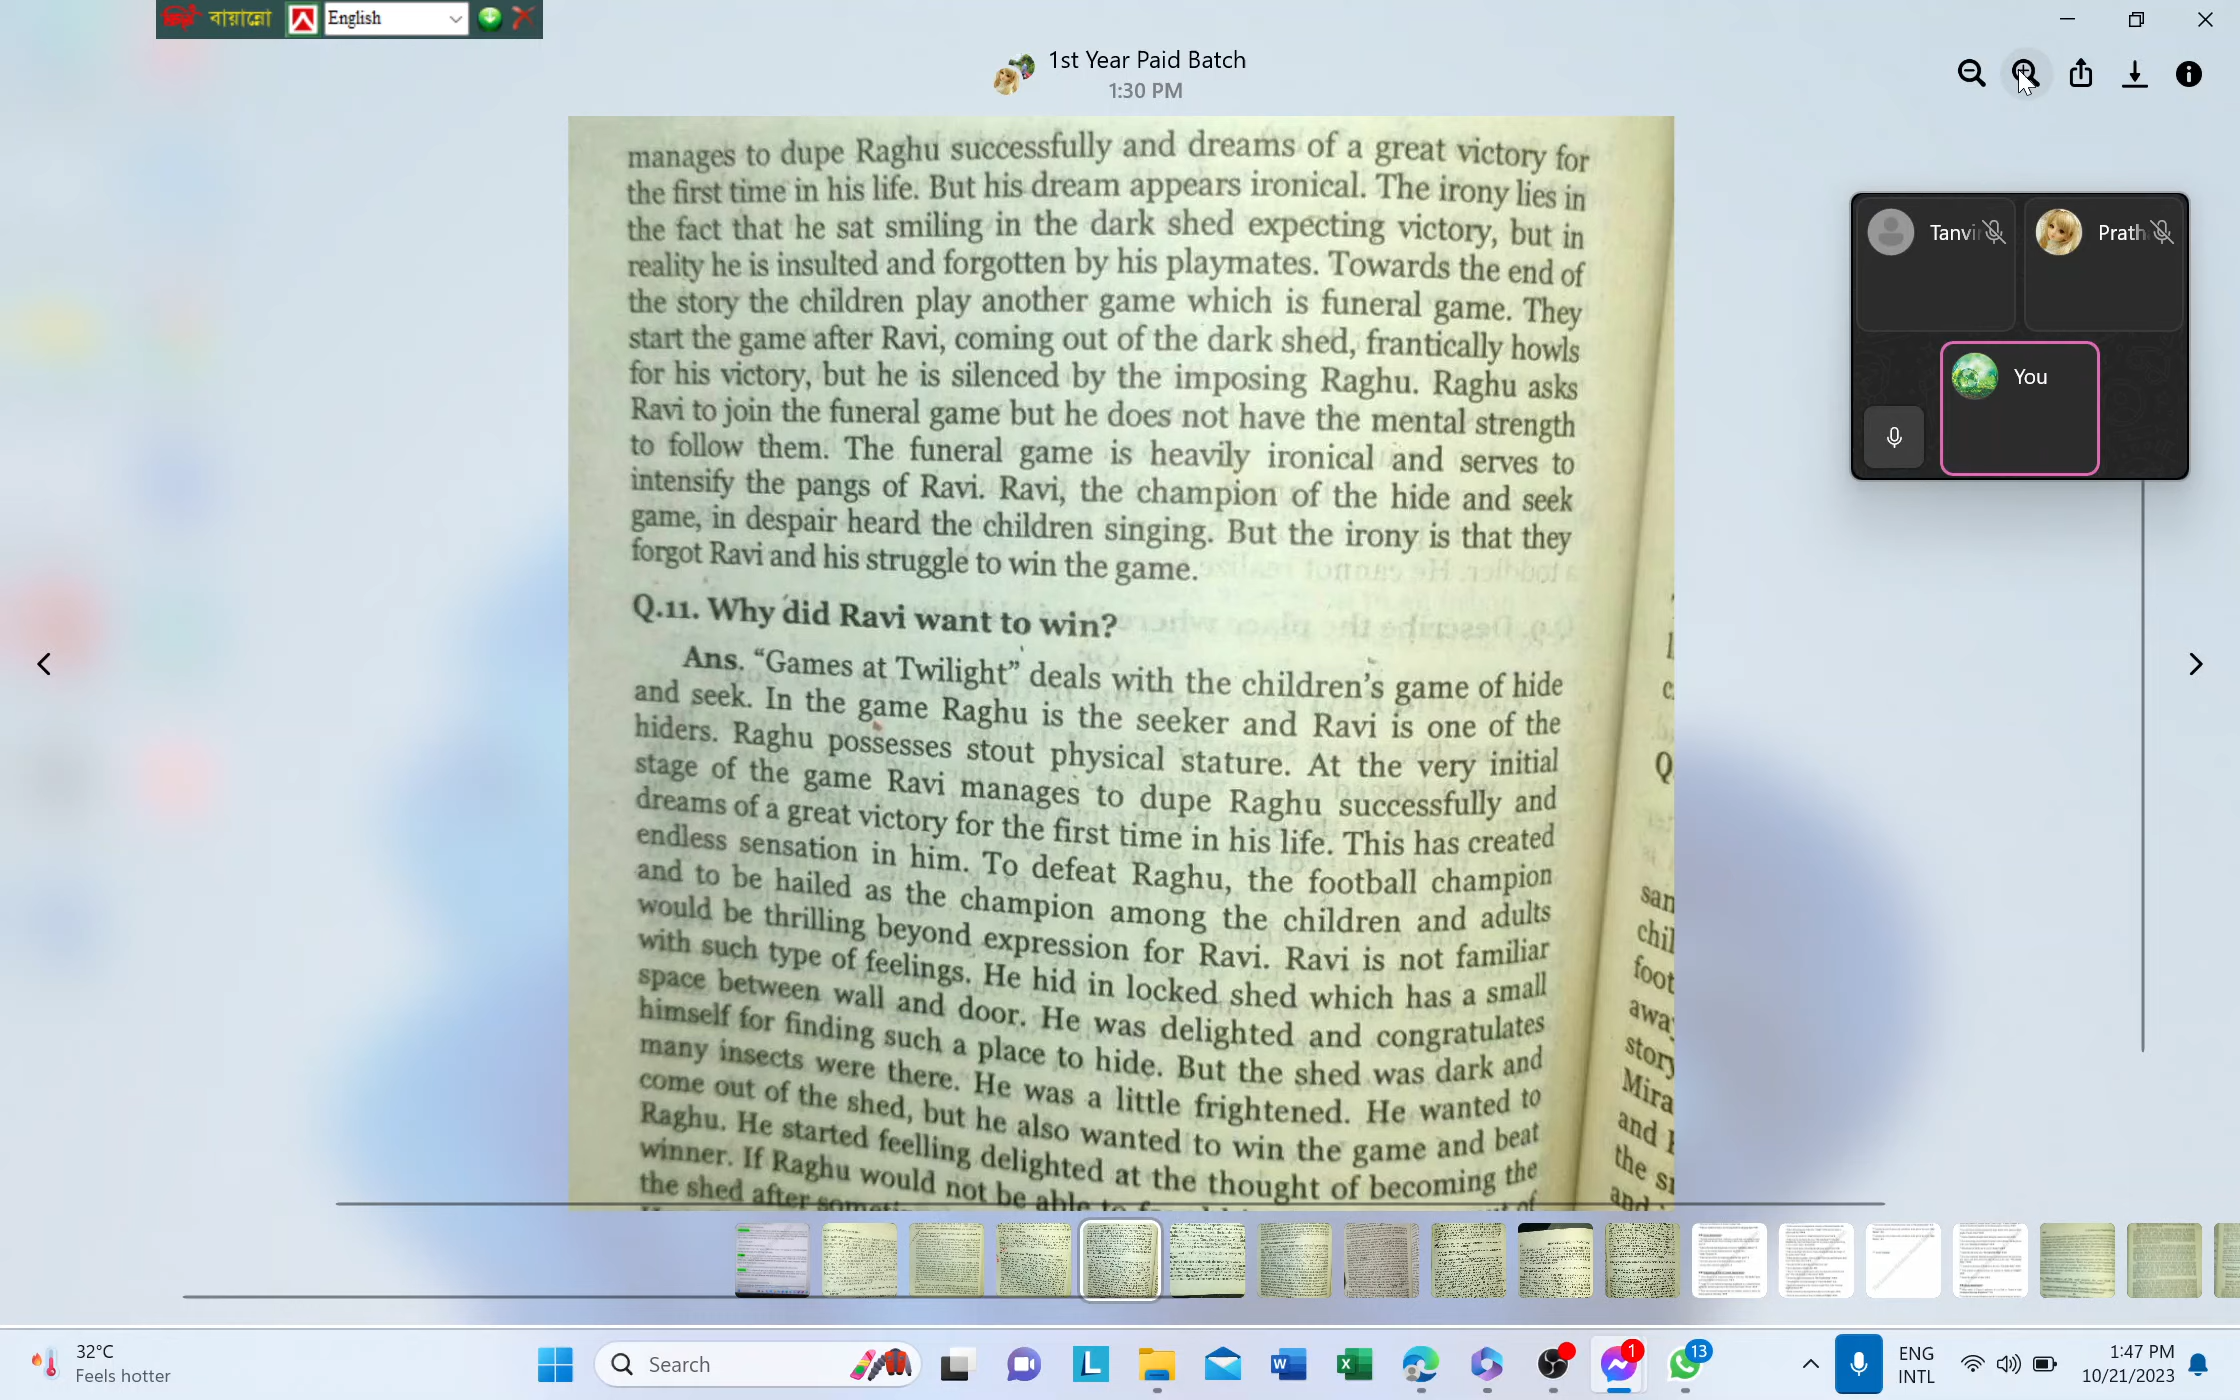 বায়ান্নো
English
1st Year Paid Batch
1:30 PM
Tanvi
Prath
You
manages to dupe Raghu successfully and dreams of a great victory for
the first time in his life. But his dream appears ironical. The irony lies in
the fact that he sat smiling in the dark shed expecting victory, but in
reality he is insulted and forgotten by his playmates. Towards the end of
the story the children play another game which is funeral game. They
start the game after Ravi, coming out of the dark shed, frantically howls
for his victory, but he is silenced by the imposing Raghu. Raghu asks
Ravi to join the funeral game but he does not have the mental strength
to follow them. The funeral game is heavily ironical and serves to
intensify the pangs of Ravi. Ravi, the champion of the hide and seek
game, in despair heard the children singing. But the irony is that they
forgot Ravi and his struggle to win the game.
Q.11. Why did Ravi want to win?
Ans. “Games at Twilight” deals with the children’s game of hide
and seek. In the game Raghu is the seeker and Ravi is one of the
hiders. Raghu possesses stout physical stature. At the very initial
stage of the game Ravi manages to dupe Raghu successfully and
dreams of a great victory for the first time in his life. This has created
endless sensation in him. To defeat Raghu, the football champion
and to be hailed as the champion among the children and adults
would be thrilling beyond expression for Ravi. Ravi is not familiar
with such type of feelings. He hid in locked shed which has a small
space between wall and door. He was delighted and congratulates
himself for finding such a place to hide. But the shed was dark and
many insects were there. He was a little frightened. He wanted to
come out of the shed, but he also wanted to win the game and beat
Raghu. He started feelling delighted at the thought of becoming the
winner. If Raghu would not be able to
the shed after
Q
san
chil
foot
away
story
Mira
and
the
and
32°C
Feels hotter
Search
1
13
ENG
INTL
1:47 PM
10/21/2023